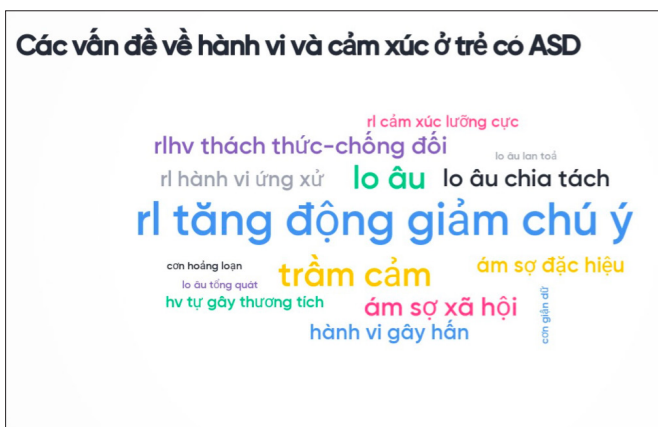 Các vấn đề về hành vi và cảm xúc ở trẻ có ASD
rl cảm xúc lưỡng cực
rlhv thách thức-chống đối
lo âu lan toả
rl hành vi ứng xử
lo âu
lo âu chia tách
rl tăng động giảm chú ý
cơn hoảng loạn
trầm cảm
ám sợ đặc hiệu
lo âu tổng quát
hv tự gây thương tích
ám sợ xã hội
cơn giận dữ
hành vi gây hấn